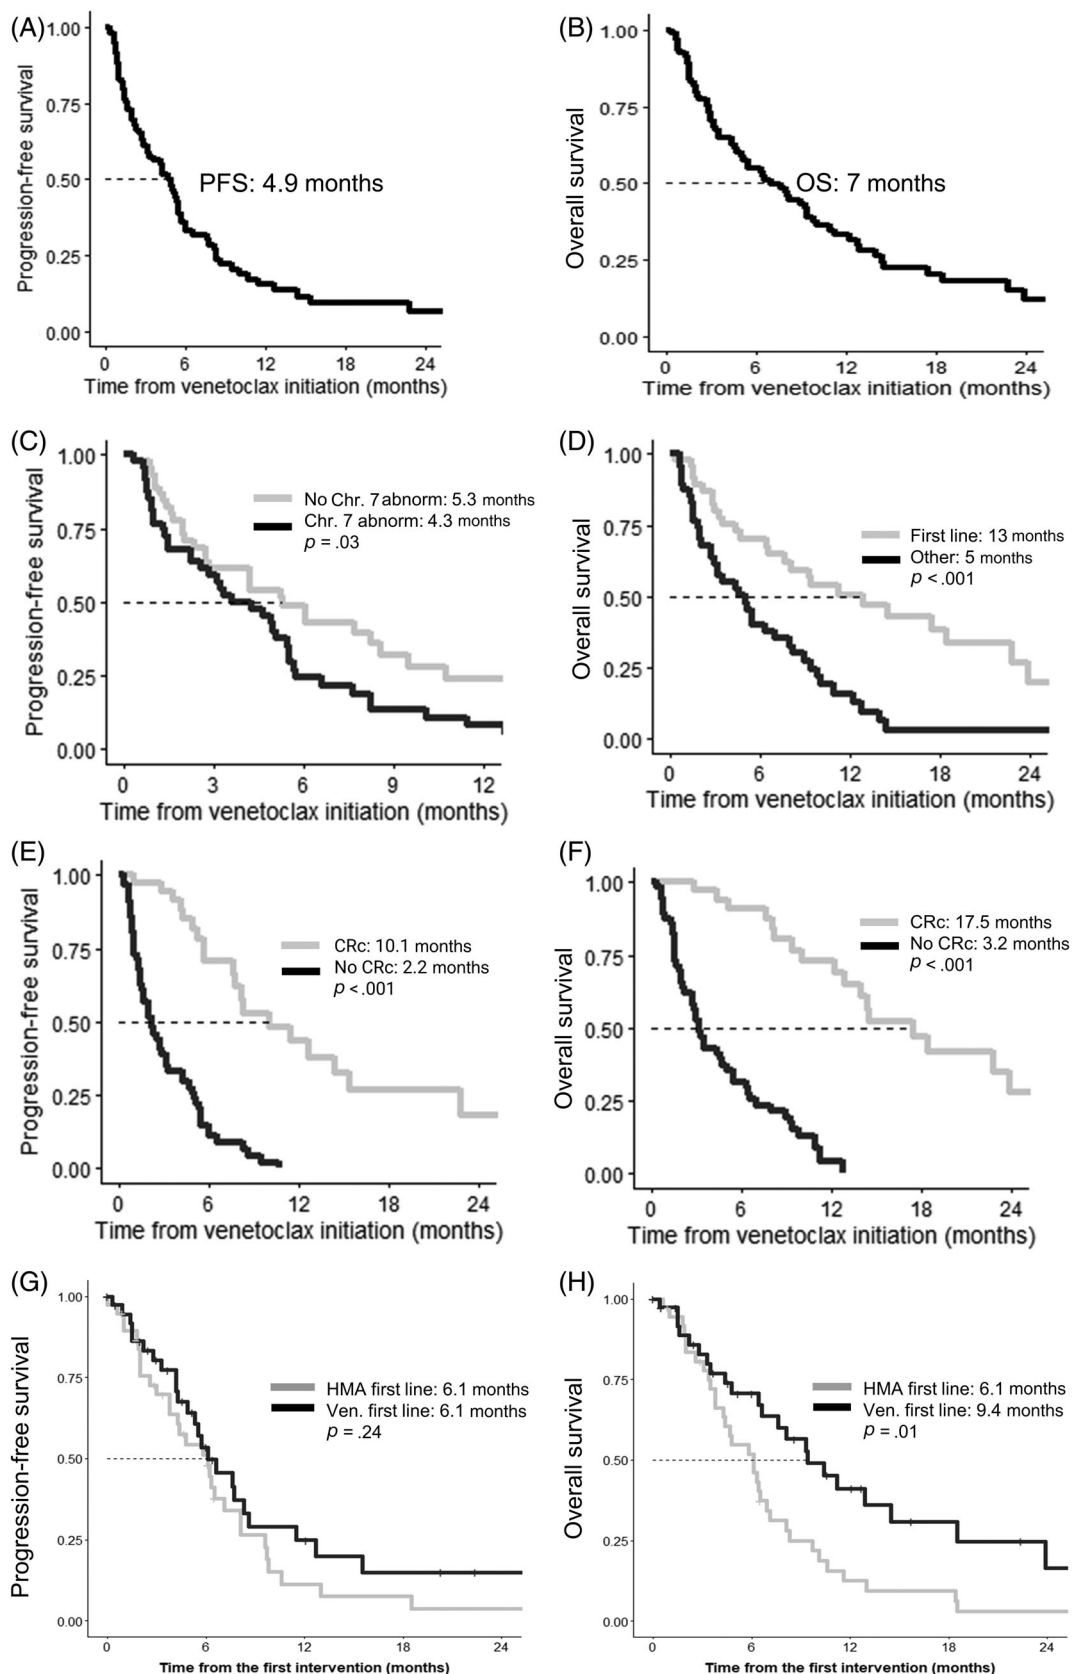 (A)
Progression-free survival
1.00
0.75
0.50
0.25
0.00
PFS: 4.9 months
0 6 12 18 24
Time from venetoclax initiation (months)
(B)
Overall survival
1.00
0.75
0.50
0.25
0.00
OS: 7 months
0 6 12 18 24
Time from venetoclax initiation (months)
(C)
Progression-free survival
1.00
0.75
0.50
0.25
0.00
No Chr. 7 abnorm: 5.3 months
Chr. 7 abnorm: 4.3 months
p = .03
0 3 6 9 12
Time from venetoclax initiation (months)
(D)
Overall survival
1.00
0.75
0.50
0.25
0.00
First line: 13 months
Other: 5 months
p < .001
0 6 12 18 24
Time from venetoclax initiation (months)
(E)
Progression-free survival
1.00
0.75
0.50
0.25
0.00
CRc: 10.1 months
No CRc: 2.2 months
p < .001
0 6 12 18 24
Time from venetoclax initiation (months)
(F)
Overall survival
1.00
0.75
0.50
0.25
0.00
CRc: 17.5 months
No CRc: 3.2 months
p < .001
0 6 12 18 24
Time from venetoclax initiation (months)
(G)
Progression-free survival
1.00
0.75
0.50
0.25
0.00
HMA first line: 6.1 months
Ven. first line: 6.1 months
p = .24
0 6 12 18 24
Time from the first intervention (months)
(H)
Overall survival
1.00
0.75
0.50
0.25
0.00
HMA first line: 6.1 months
Ven. first line: 9.4 months
p = .01
0 6 12 18 24
Time from the first intervention (months)